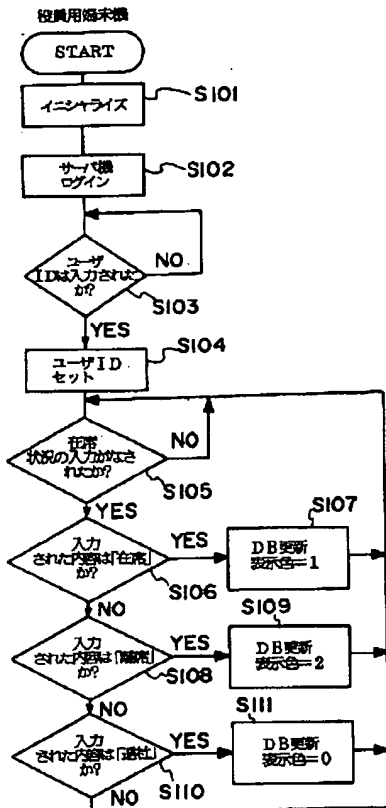 役員用端末機
START
イニシャライズ
S101
サーバ機
ログイン
S102
ユーザ
IDは入力された
か?
NO
S103
YES
ユーザID
セット
S104
在席
状況の入力がなさ
れたか?
NO
S105
YES
入力
された内容は「在席」
か?
YES
S106
DB更新
表示色=1
S107
NO
入力
された内容は「離席」
か?
YES
S108
DB更新
表示色=2
S109
NO
入力
された内容は「退社」
か?
YES
S110
DB更新
表示色=0
S111
NO